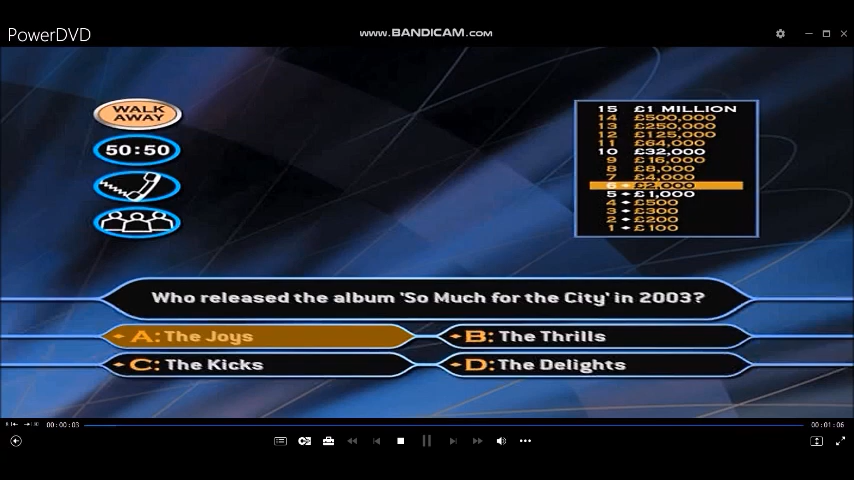 PowerDVD
www.BANDICAM.com
WALK
AWAY
50:50
15 £1 MILLION
14 £500,000
13 £250,000
12 £125,000
11 £64,000
10 £32,000
9 £16,000
8 £8,000
7 £4,000
6 £2,000
5 £1,000
4 £500
3 £300
2 £200
1 £100
Who released the album 'So Much for the City' in 2003?
A: The Joys
B: The Thrills
C: The Kicks
D: The Delights
00:00:03
00:01:06